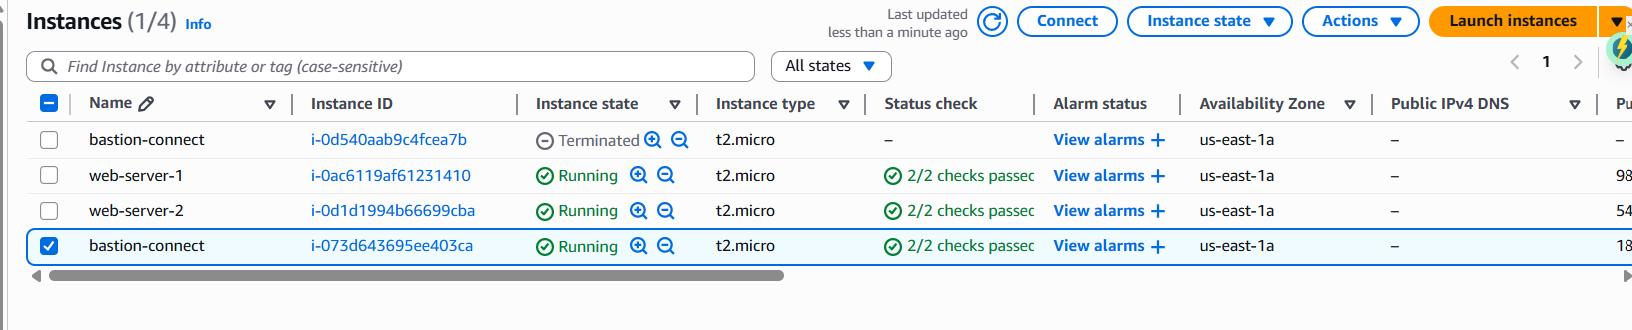 Instances (1/4) Info
Last updated
less than a minute ago
Connect Instance state Actions Launch instances
Find Instance by attribute or tag (case-sensitive) All states 1
Name Instance ID Instance state Instance type Status check Alarm status Availability Zone Public IPv4 DNS Pu
bastion-connect i-0d540aab9c4fcea7b Terminated t2.micro – View alarms + us-east-1a – –
web-server-1 i-0ac6119af61231410 Running t2.micro 2/2 checks passec View alarms + us-east-1a – 98
web-server-2 i-0d1d1994b66699cba Running t2.micro 2/2 checks passec View alarms + us-east-1a – 54
bastion-connect i-073d643695ee403ca Running t2.micro 2/2 checks passec View alarms + us-east-1a – 18